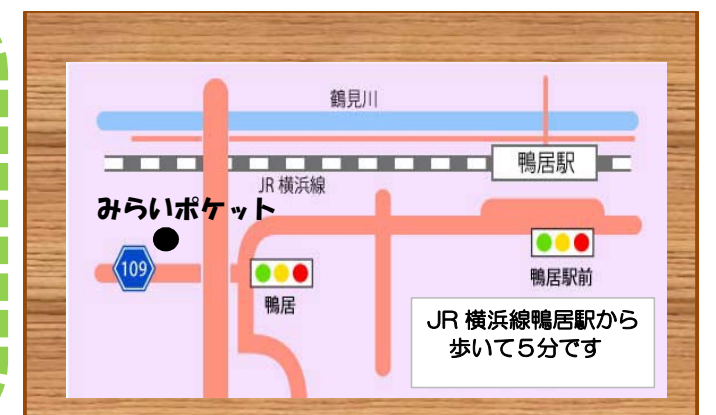 鶴見川
鴨居駅
JR 横浜線
みらいポケット
109
鴨居
鴨居駅前
JR 横浜線鴨居駅から
歩いて5分です